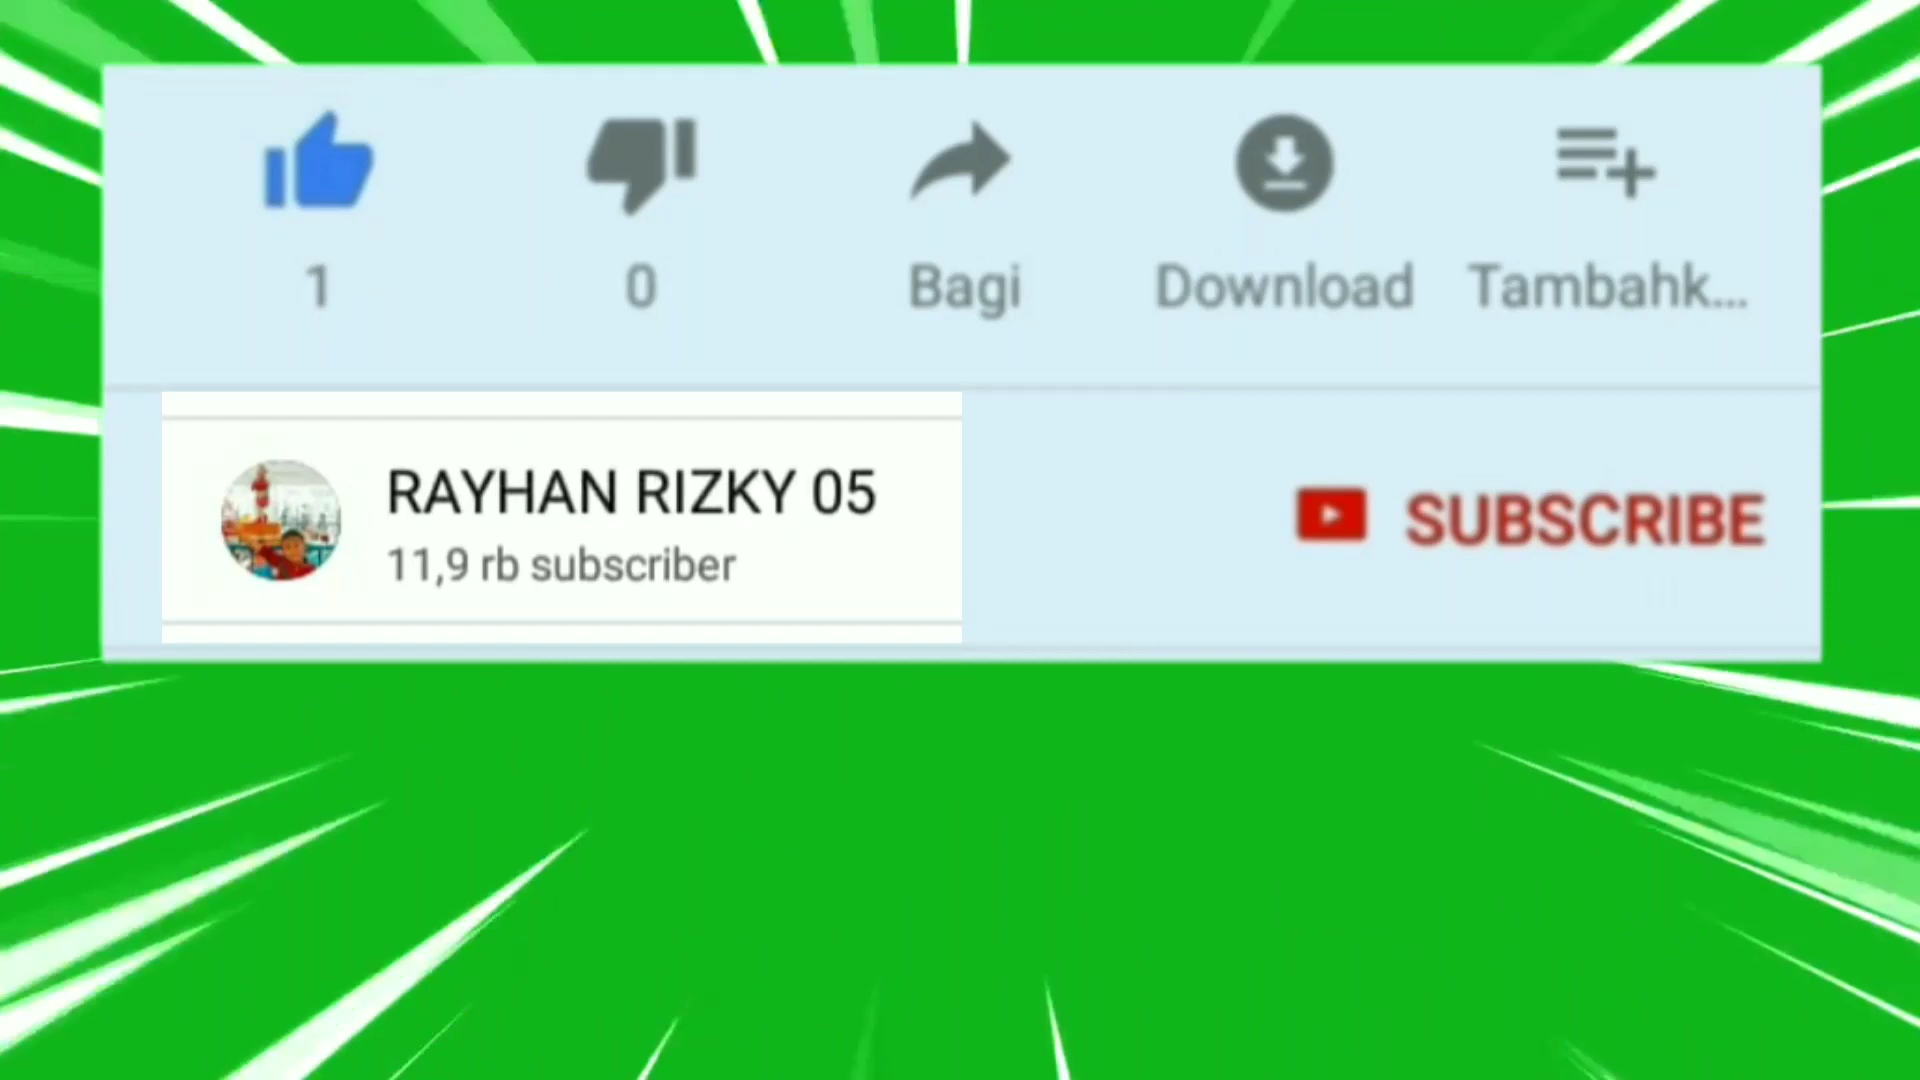 1 0 Bagi Download Tambahk...
RAYHAN RIZKY 05
11,9 rb subscriber
SUBSCRIBE